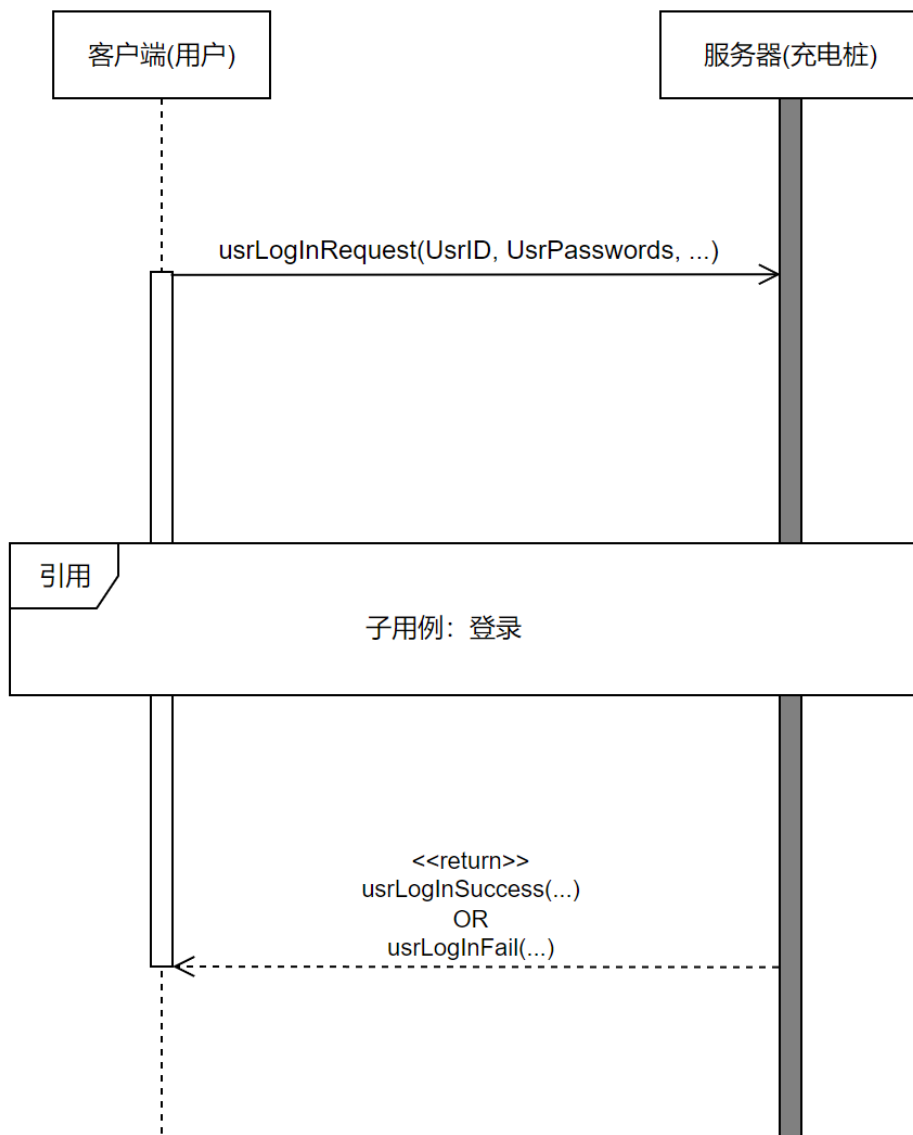 客户端(用户)
服务器(充电桩)
usrLogInRequest(UsrID, UsrPasswords, ...)
引用
子用例：登录
<<return>>
usrLogInSuccess(...)
OR
usrLogInFail(...)